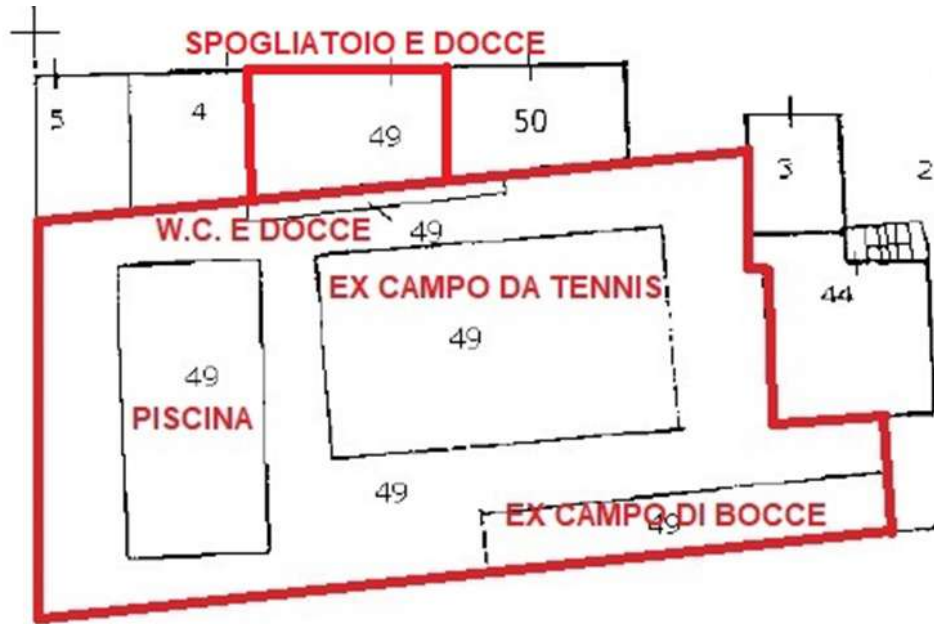 SPOGLIATOIO E DOCCE
5
4
49
50
3
2
W.C. E DOCCE
49
EX CAMPO DA TENNIS
44
49
49
PISCINA
49
EX CAMPO DI BOCCE
49